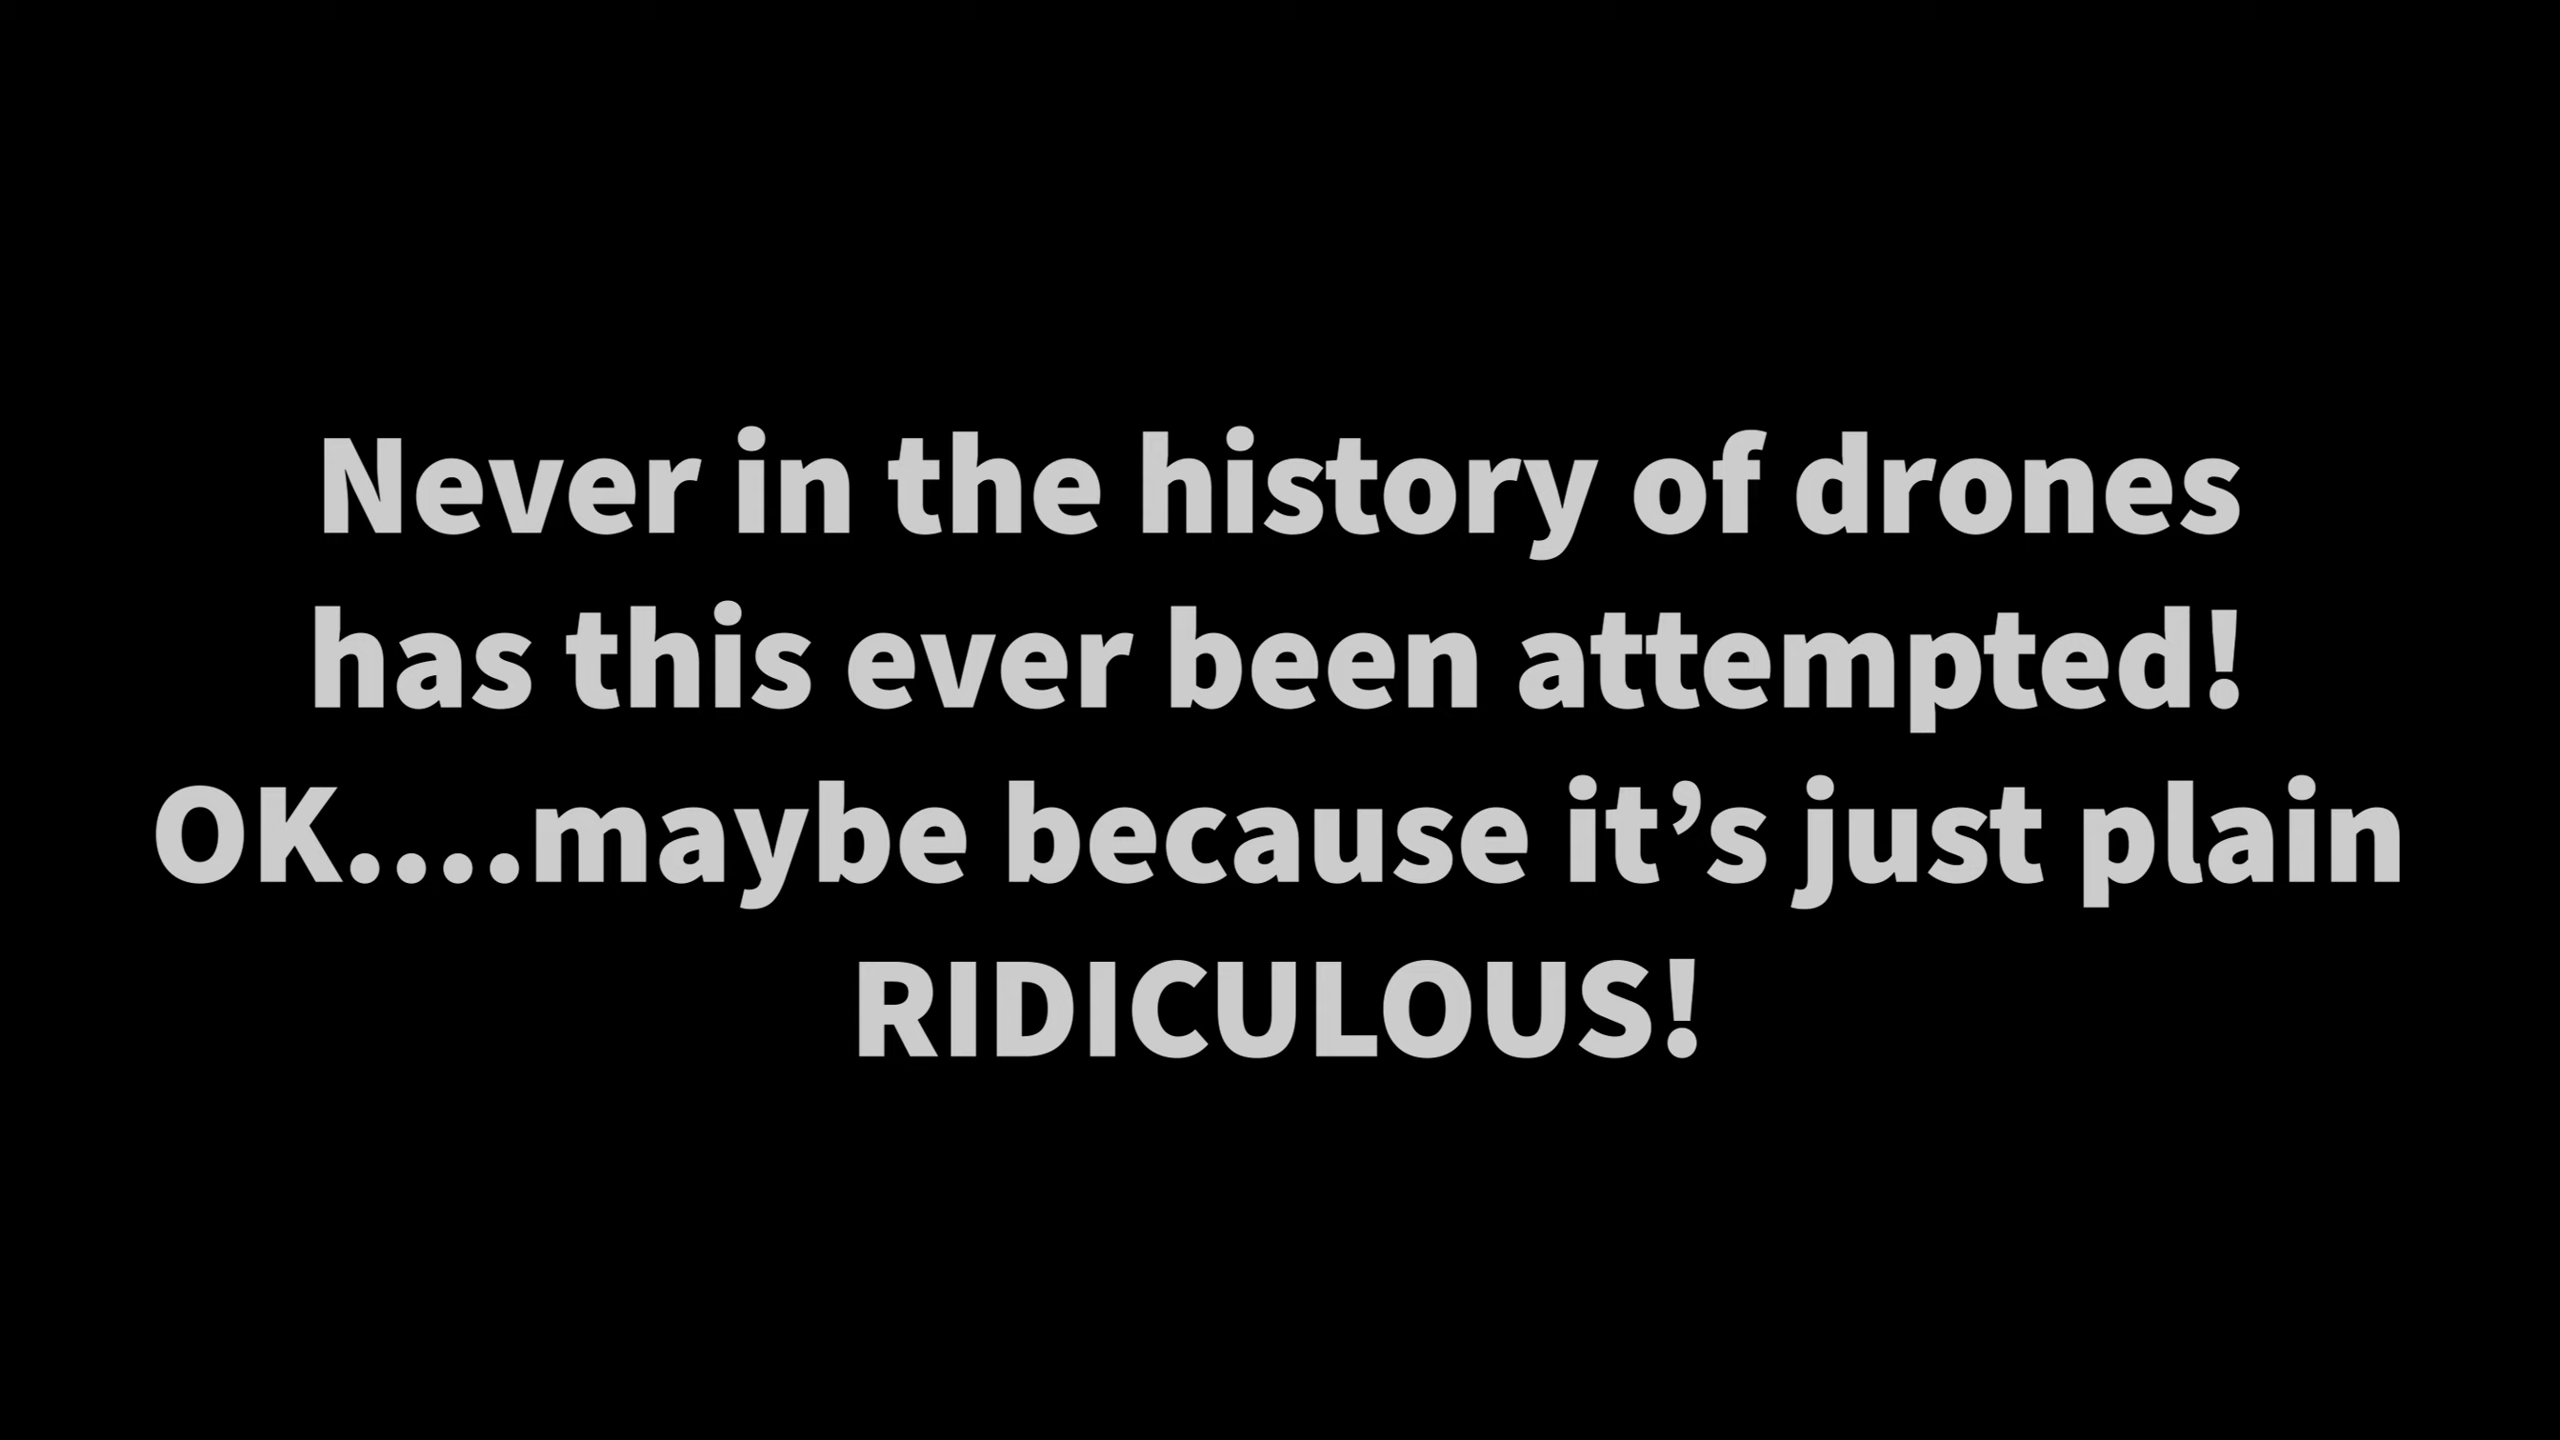 Never in the history of drones
has this ever been attempted!
OK....maybe because it’s just plain
RIDICULOUS!